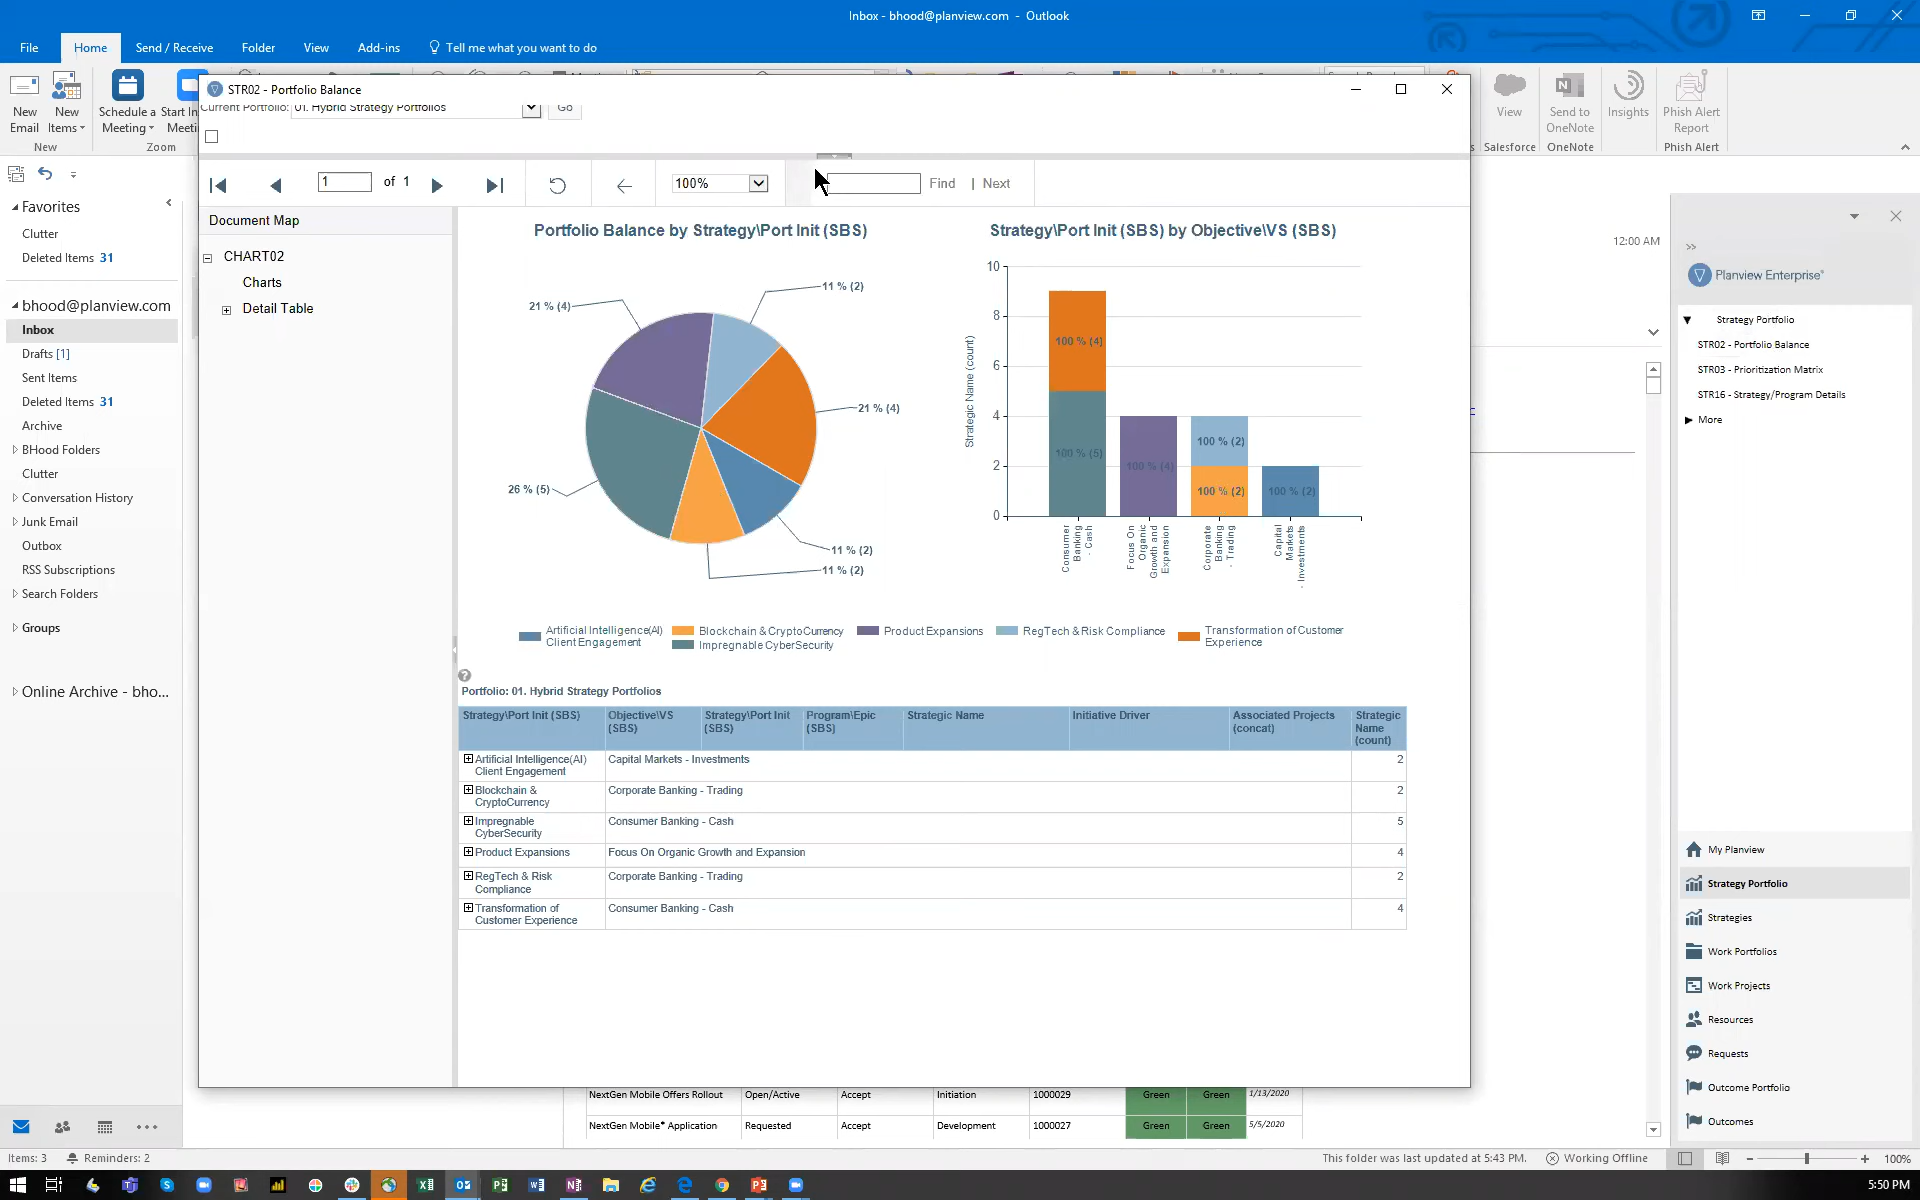 Inbox - bhood@planview.com - Outlook
File Home Send / Receive Folder View Add-ins Tell me what you want to do
New Email
New Items
Schedule a Meeting
New
Zoom
View
Send to OneNote
Insights
Phish Alert Report
Salesforce
OneNote
Phish Alert
Favorites
Clutter
Deleted Items 31
bhood@planview.com
Inbox
Drafts [1]
Sent Items
Deleted Items 31
Archive
BHood Folders
Clutter
Conversation History
Junk Email
Outbox
RSS Subscriptions
Search Folders
Groups
Online Archive - bho...
Items: 3 Reminders: 2
STR02 - Portfolio Balance
Current Portfolio: 01. Hybrid Strategy Portfolios Go
1 of 1 100% Find | Next
Document Map
CHART02
Charts
Detail Table
Portfolio Balance by Strategy\Port Init (SBS)
11 % (2)
21 % (4)
21 % (4)
26 % (5)
11 % (2)
11 % (2)
Strategy\Port Init (SBS) by Objective\VS (SBS)
Strategic Name (count)
10
8
6
4
2
0
100 % (4)
100 % (5)
100 % (4)
100 % (2)
100 % (2)
100 % (2)
Consumer Banking - Cash
Focus On Organic Growth and Expansion
Corporate Banking - Trading
Capital Markets - Investments
Artificial Intelligence(AI) Client Engagement
Blockchain & CryptoCurrency
Impregnable CyberSecurity
Product Expansions
RegTech & Risk Compliance
Transformation of Customer Experience
Portfolio: 01. Hybrid Strategy Portfolios
Strategy\Port Init (SBS) Objective\VS (SBS) Strategy\Port Init (SBS) Program\Epic (SBS) Strategic Name Initiative Driver Associated Projects (concat) Strategic Name (count)
Artificial Intelligence(AI) Client Engagement Capital Markets - Investments 2
Blockchain & CryptoCurrency Corporate Banking - Trading 2
Impregnable CyberSecurity Consumer Banking - Cash 5
Product Expansions Focus On Organic Growth and Expansion 4
RegTech & Risk Compliance Corporate Banking - Trading 2
Transformation of Customer Experience Consumer Banking - Cash 4
NextGen Mobile Offers Rollout Open/Active Accept Initiation 1000029 Green Green 1/13/2020
NextGen Mobile* Application Requested Accept Development 1000027 Green Green 5/5/2020
12:00 AM
Planview Enterprise®
Strategy Portfolio
STR02 - Portfolio Balance
STR03 - Prioritization Matrix
STR16 - Strategy/Program Details
More
My Planview
Strategy Portfolio
Strategies
Work Portfolios
Work Projects
Resources
Requests
Outcome Portfolio
Outcomes
This folder was last updated at 5:43 PM. Working Offline 100%
5:50 PM